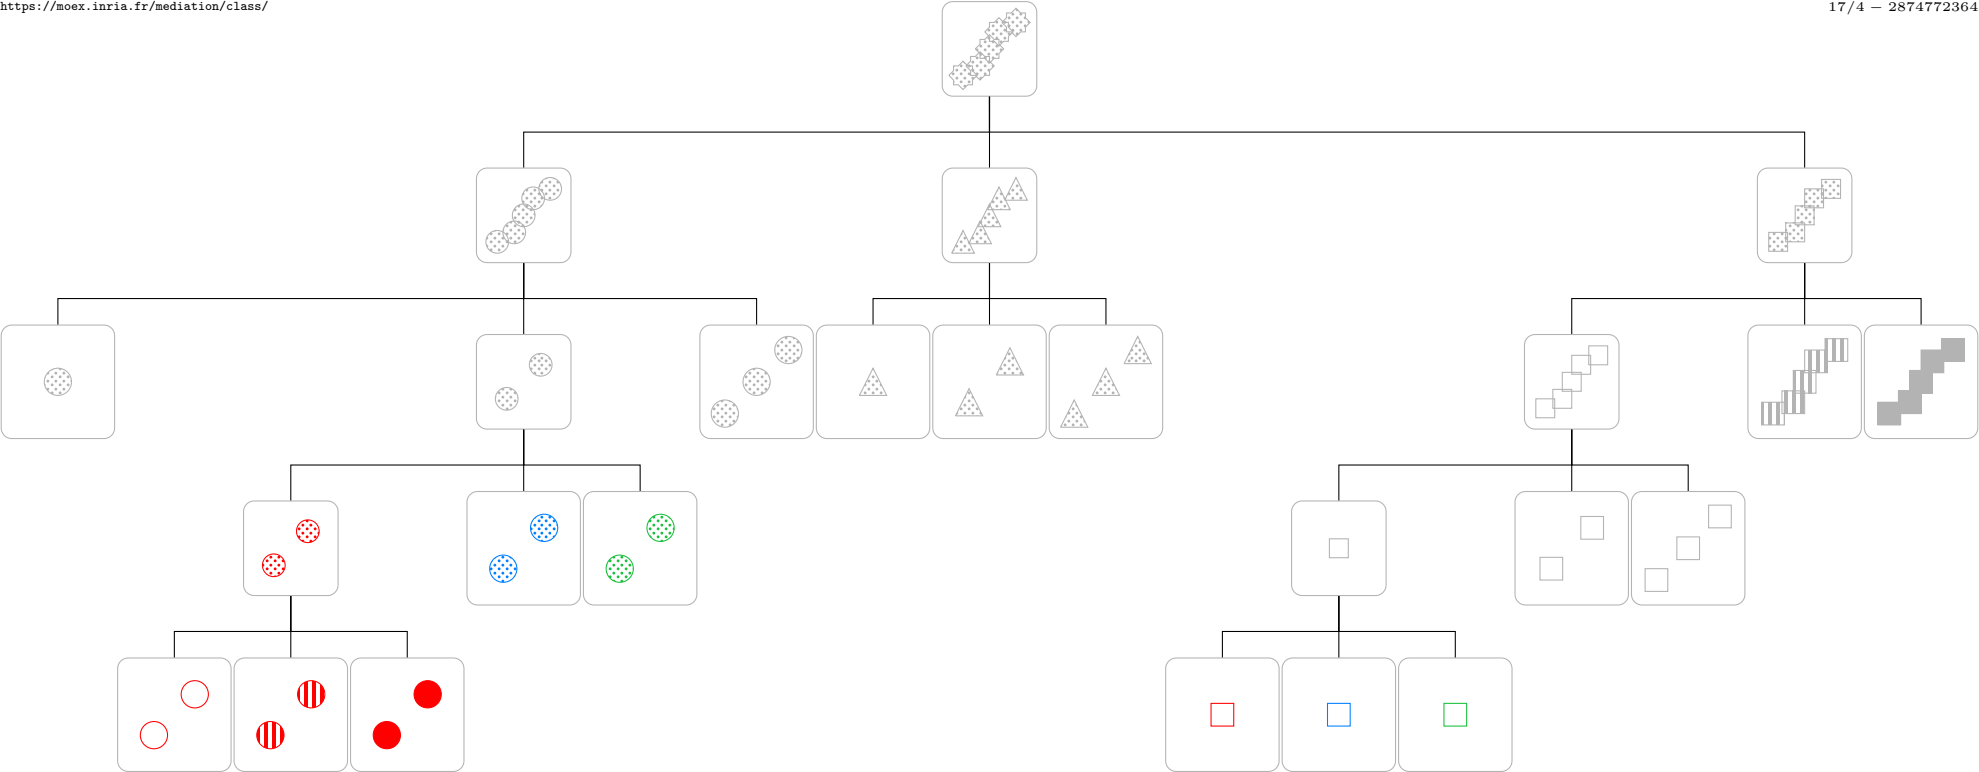 https://moex.inria.fr/mediation/class/
17/4 − 2874772364